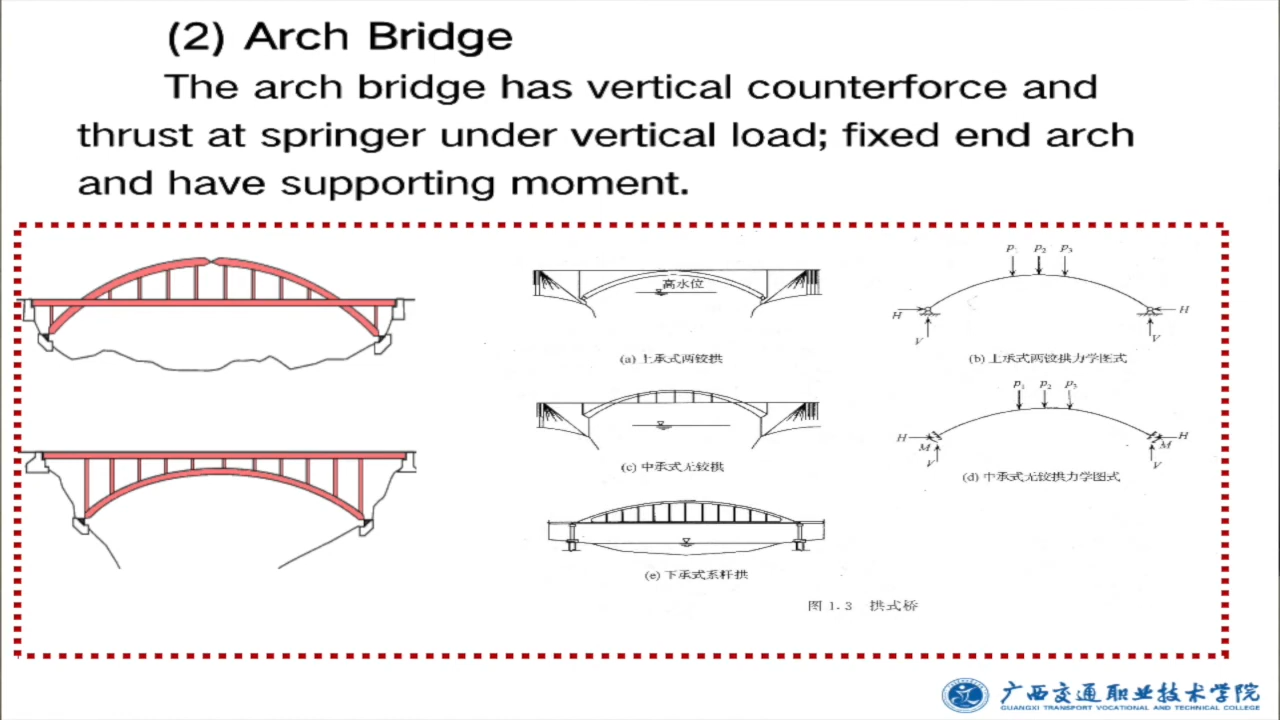 (2) Arch Bridge
The arch bridge has vertical counterforce and
thrust at springer under vertical load; fixed end arch
and have supporting moment.
高水位
(a) 上承式两铰拱
P P₂ P₃
H H
V V
(b) 上承式两铰拱力学图式
(c) 中承式无铰拱
P₁ P₂ P₃
H H
M M
V V
(d) 中承式无铰拱力学图式
(e) 下承式系杆拱
图 1.3 拱式桥
广西交通职业技术学院
GUANGXI TRANSPORT VOCATIONAL AND TECHNICAL COLLEGE